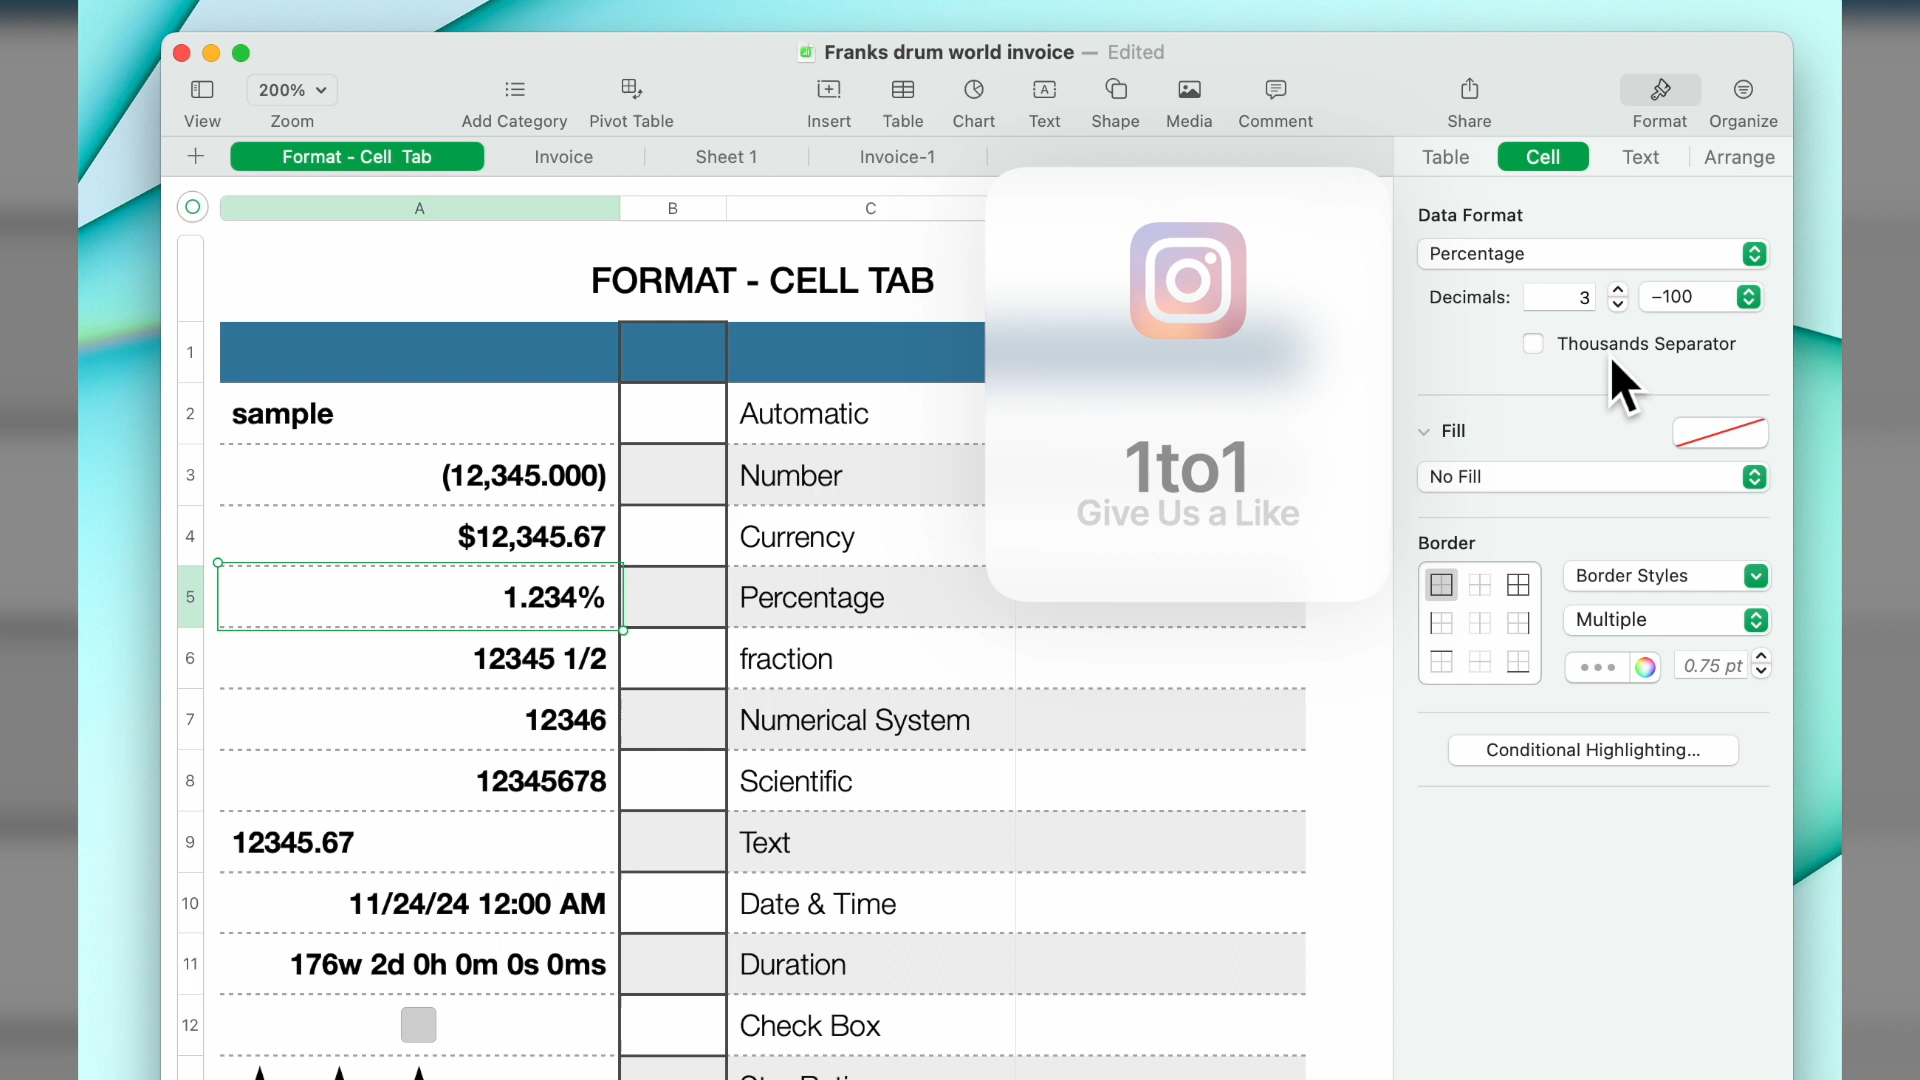 Franks drum world invoice — Edited
200%
View Zoom Add Category Pivot Table Insert Table Chart Text Shape Media Comment Share Format Organize
Format - Cell Tab Invoice Sheet 1 Invoice-1 Table Cell Text Arrange
A B C
FORMAT - CELL TAB
1
2 sample Automatic
3 (12,345.000) Number
4 $12,345.67 Currency
5 1.234% Percentage
6 12345 1/2 fraction
7 12346 Numerical System
8 12345678 Scientific
9 12345.67 Text
10 11/24/24 12:00 AM Date & Time
11 176w 2d 0h 0m 0s 0ms Duration
12 Check Box
1to1
Give Us a Like
Data Format
Percentage
Decimals: 3 –100
Thousands Separator
Fill
No Fill
Border
Border Styles
Multiple
0.75 pt
Conditional Highlighting...